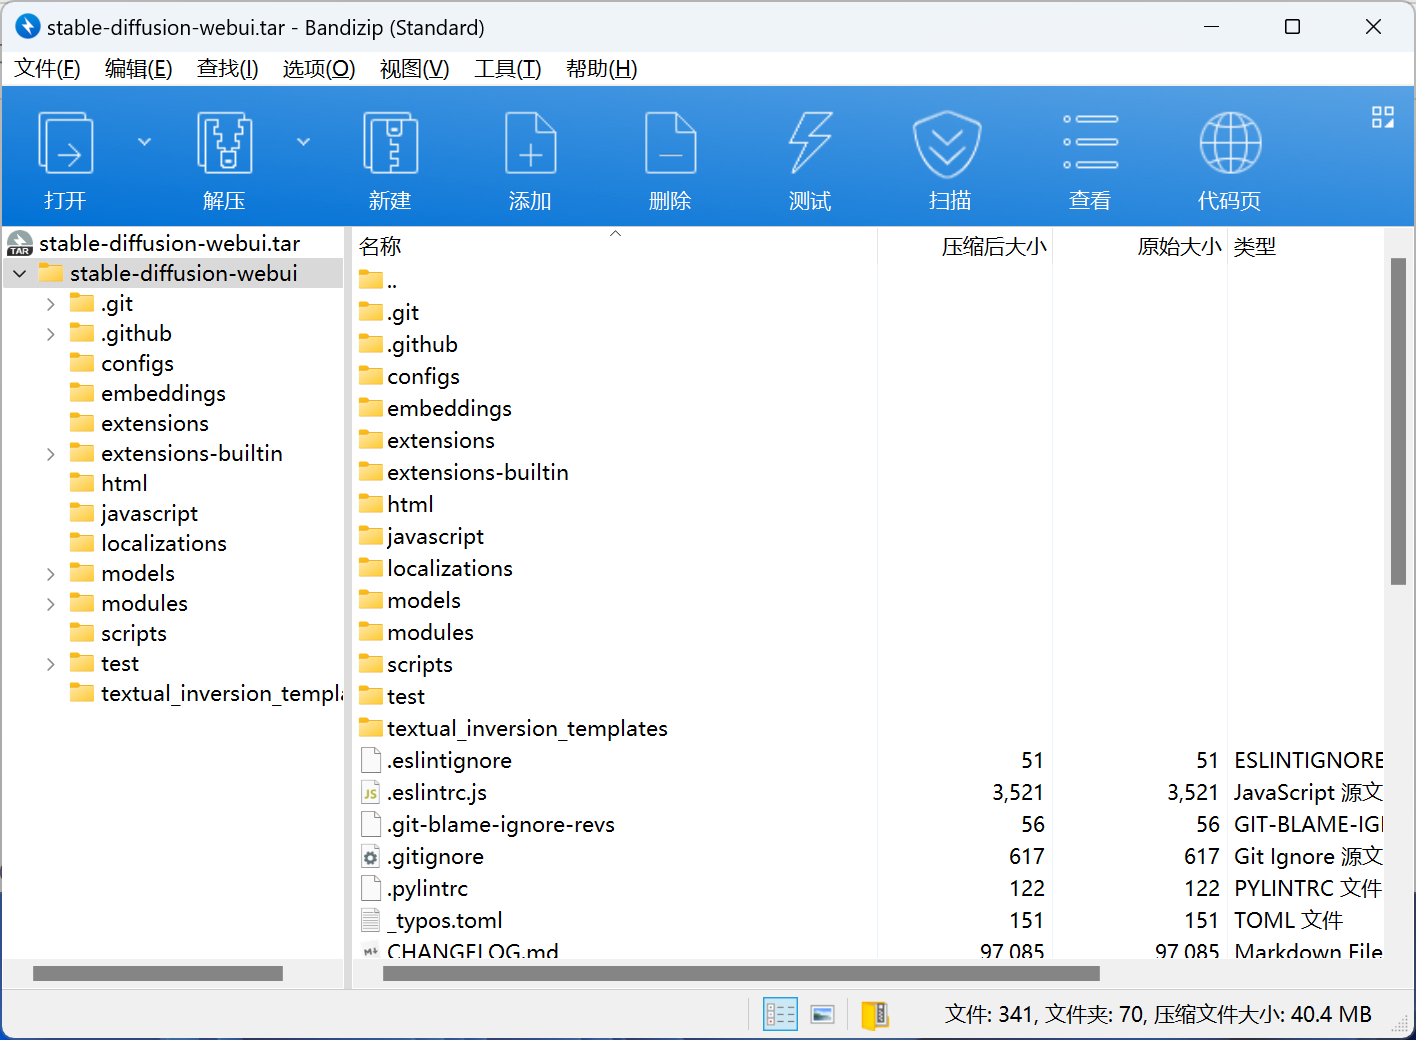 stable-diffusion-webui.tar - Bandizip (Standard)
文件(F) 编辑(E) 查找(I) 选项(O) 视图(V) 工具(T) 帮助(H)
打开 解压 新建 添加 删除 测试 扫描 查看 代码页
TAR stable-diffusion-webui.tar
stable-diffusion-webui
.git
.github
configs
embeddings
extensions
extensions-builtin
html
javascript
localizations
models
modules
scripts
test
textual_inversion_templa
名称 压缩后大小 原始大小 类型
..
.git
.github
configs
embeddings
extensions
extensions-builtin
html
javascript
localizations
models
modules
scripts
test
textual_inversion_templates
.eslintignore 51 51 ESLINTIGNORE
JS .eslintrc.js 3,521 3,521 JavaScript 源文
.git-blame-ignore-revs 56 56 GIT-BLAME-IGI
.gitignore 617 617 Git Ignore 源文
.pylintrc 122 122 PYLINTRC 文件
_typos.toml 151 151 TOML 文件
CHANGELOG.md 97,085 97,085 Markdown File
文件: 341, 文件夹: 70, 压缩文件大小: 40.4 MB